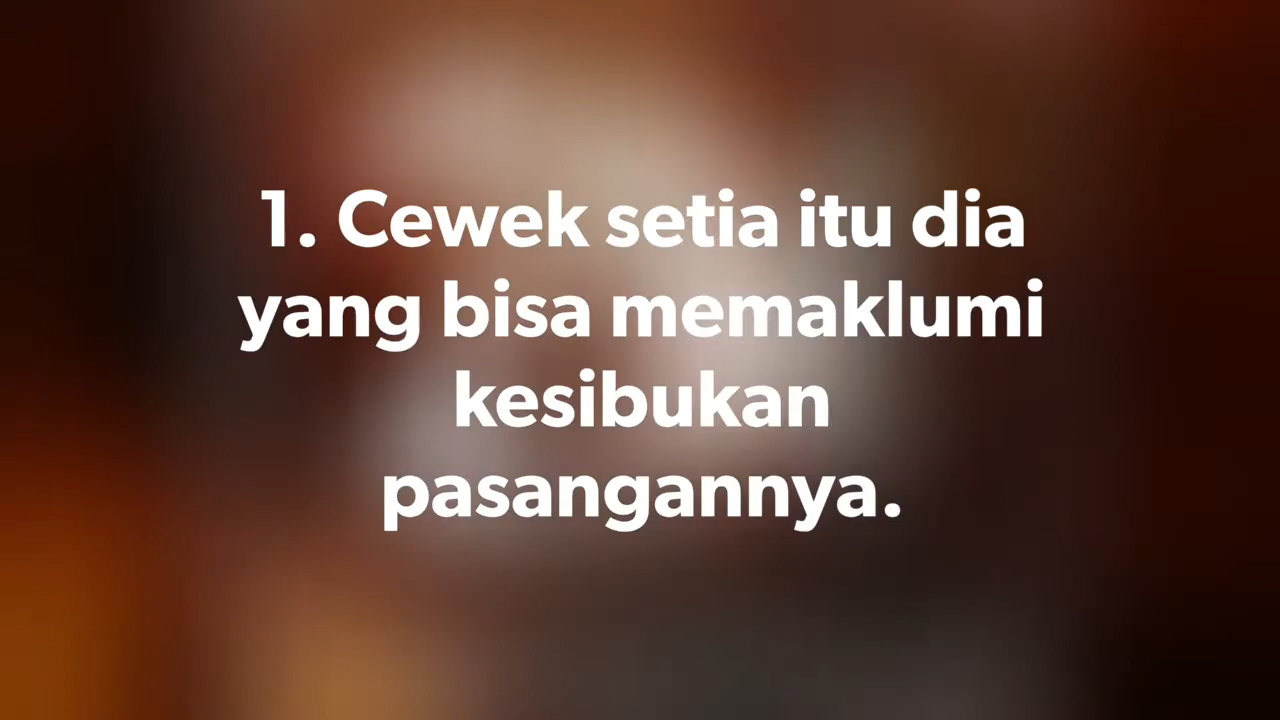 1. Cewek setia itu dia
yang bisa memaklumi
kesibukan
pasangannya.